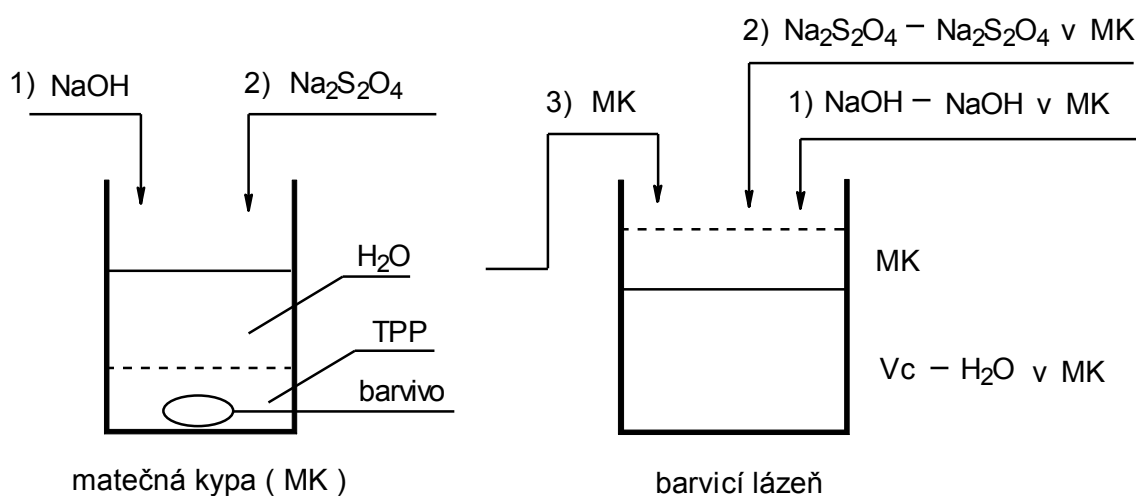 2) Na₂S₂O₄ – Na₂S₂O₄ v MK
1) NaOH
2) Na₂S₂O₄
3) MK
1) NaOH – NaOH v MK
H₂O
MK
TPP
Vc – H₂O v MK
barvivo
matečná kypa ( MK )
barvicí lázeň